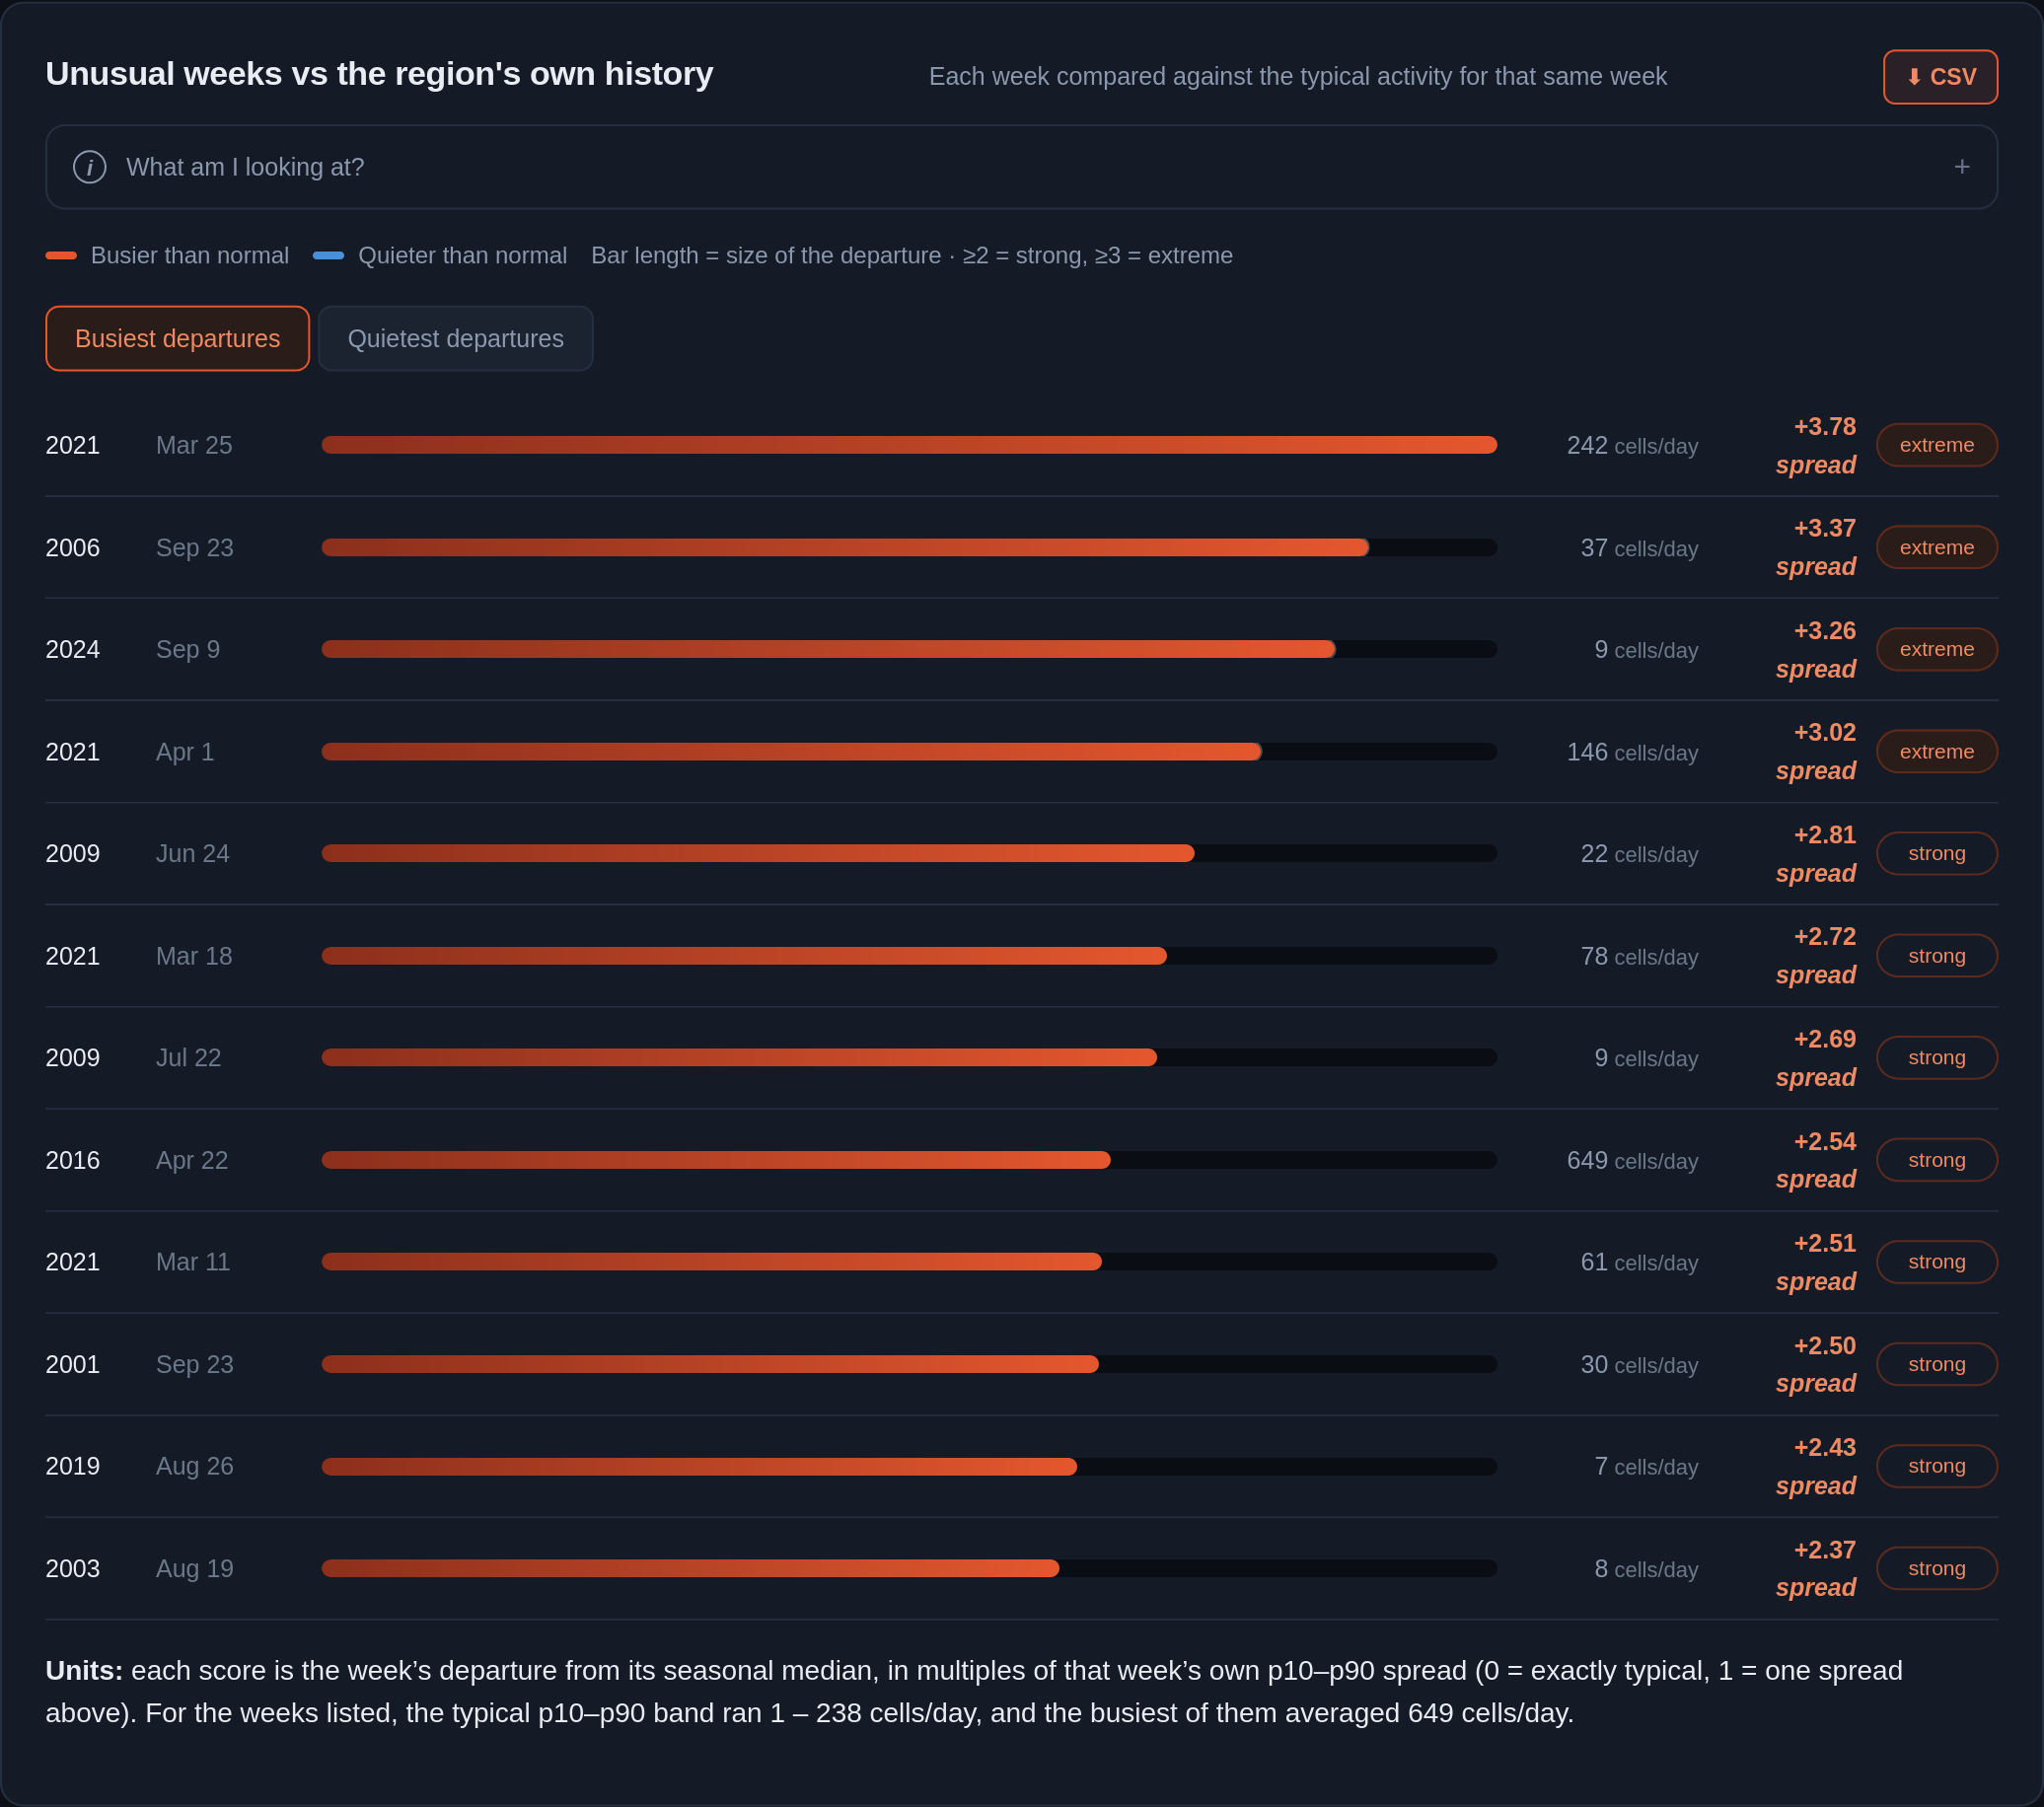 Unusual weeks vs the region's own history
Each week compared against the typical activity for that same week
⬇ CSV
i What am I looking at? +
Busier than normal Quieter than normal Bar length = size of the departure · ≥2 = strong, ≥3 = extreme
Busiest departures Quietest departures
2021 Mar 25 242 cells/day +3.78 spread extreme
2006 Sep 23 37 cells/day +3.37 spread extreme
2024 Sep 9 9 cells/day +3.26 spread extreme
2021 Apr 1 146 cells/day +3.02 spread extreme
2009 Jun 24 22 cells/day +2.81 spread strong
2021 Mar 18 78 cells/day +2.72 spread strong
2009 Jul 22 9 cells/day +2.69 spread strong
2016 Apr 22 649 cells/day +2.54 spread strong
2021 Mar 11 61 cells/day +2.51 spread strong
2001 Sep 23 30 cells/day +2.50 spread strong
2019 Aug 26 7 cells/day +2.43 spread strong
2003 Aug 19 8 cells/day +2.37 spread strong
Units: each score is the week’s departure from its seasonal median, in multiples of that week’s own p10–p90 spread (0 = exactly typical, 1 = one spread
above). For the weeks listed, the typical p10–p90 band ran 1 – 238 cells/day, and the busiest of them averaged 649 cells/day.